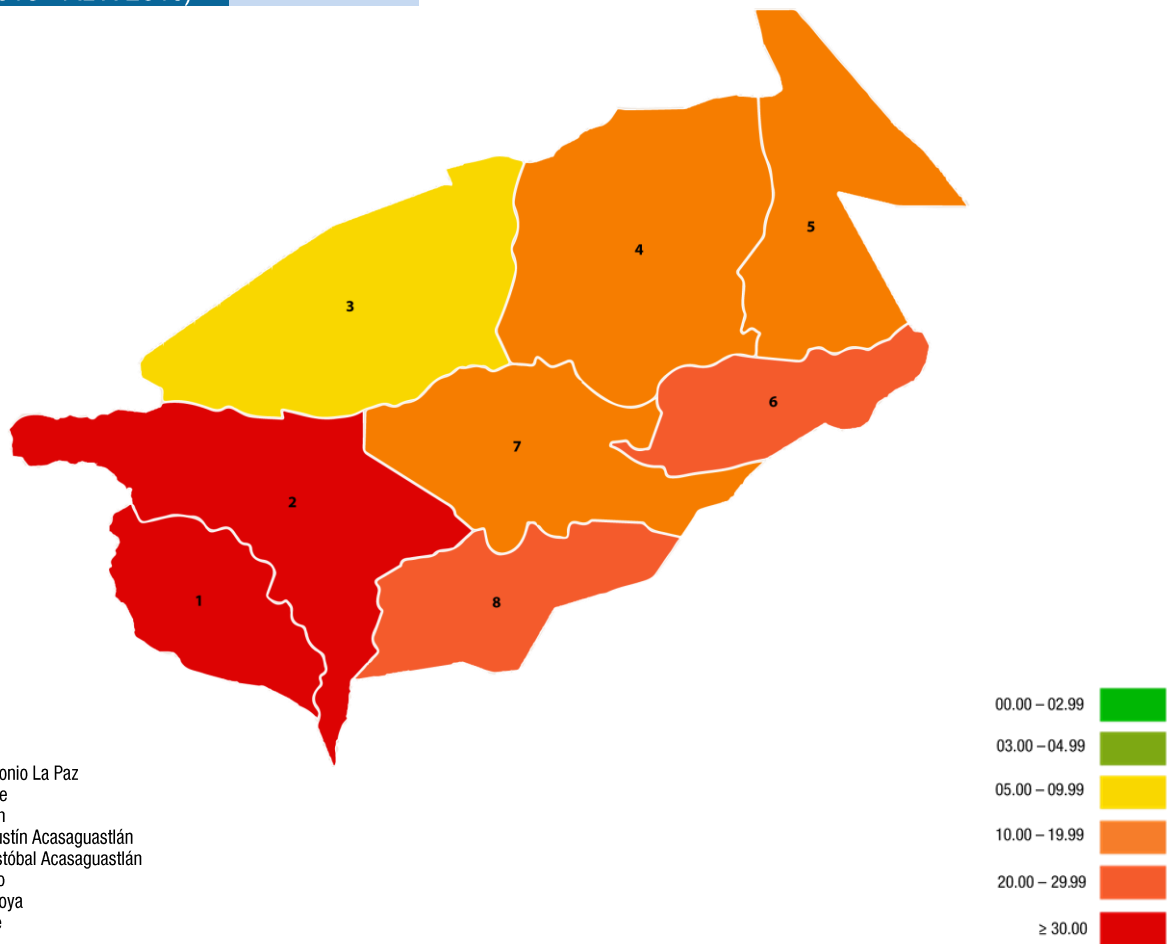 5
4
3
6
7
2
1
8
00.00 – 02.99
03.00 – 04.99
05.00 – 09.99
10.00 – 19.99
20.00 – 29.99
≥ 30.00
onio La Paz
e
n
ustín Acasaguastlán
stóbal Acasaguastlán
o
oya
e